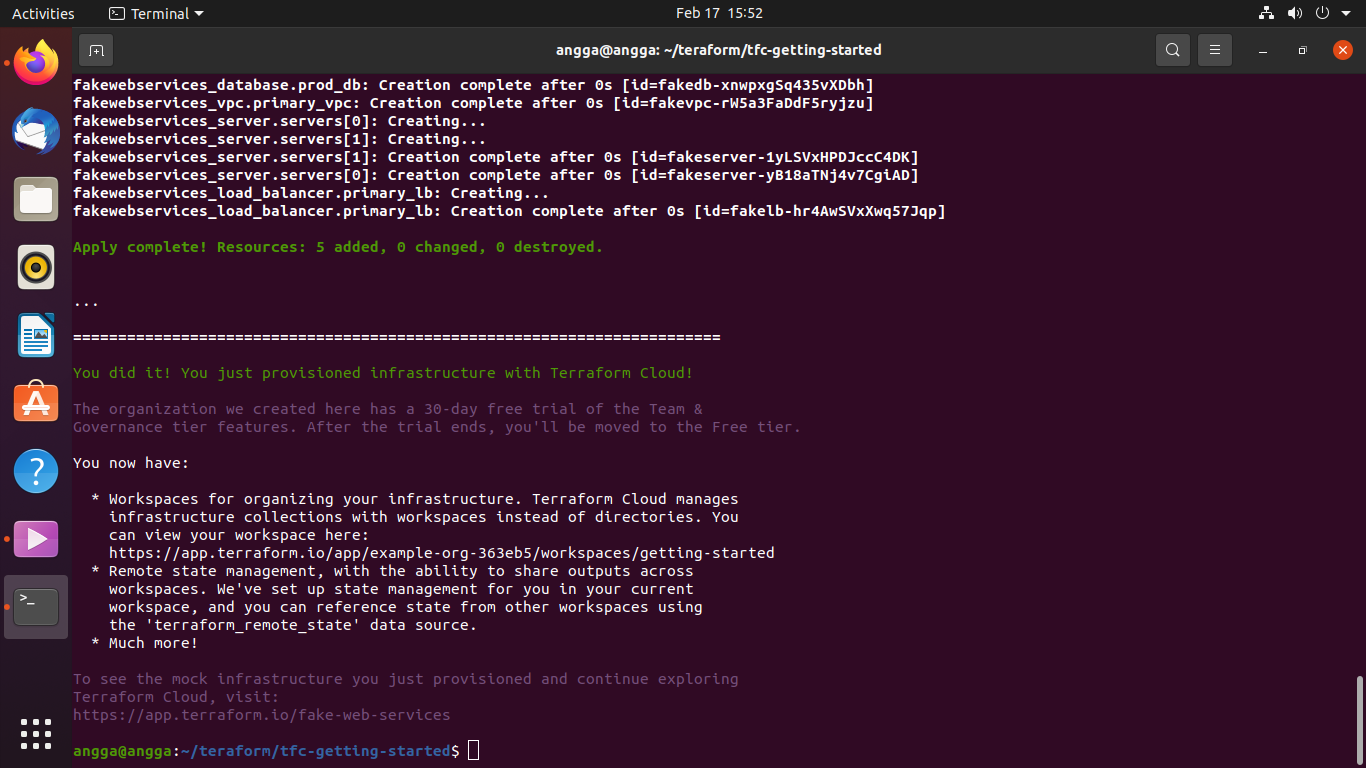 Activities
Terminal
Feb 17 15:52
angga@angga: ~/teraform/tfc-getting-started
fakewebservices_database.prod_db: Creation complete after 0s [id=fakedb-xnwpxgSq435vXDbh]
fakewebservices_vpc.primary_vpc: Creation complete after 0s [id=fakevpc-rW5a3FaDdF5ryjzu]
fakewebservices_server.servers[0]: Creating...
fakewebservices_server.servers[1]: Creating...
fakewebservices_server.servers[1]: Creation complete after 0s [id=fakeserver-1yLSVxHPDJccC4DK]
fakewebservices_server.servers[0]: Creation complete after 0s [id=fakeserver-yB18aTNj4v7CgiAD]
fakewebservices_load_balancer.primary_lb: Creating...
fakewebservices_load_balancer.primary_lb: Creation complete after 0s [id=fakelb-hr4AwSVxXwq57Jqp]
Apply complete! Resources: 5 added, 0 changed, 0 destroyed.
...
========================================================================
You did it! You just provisioned infrastructure with Terraform Cloud!
The organization we created here has a 30-day free trial of the Team &
Governance tier features. After the trial ends, you'll be moved to the Free tier.
You now have:
* Workspaces for organizing your infrastructure. Terraform Cloud manages
infrastructure collections with workspaces instead of directories. You
can view your workspace here:
https://app.terraform.io/app/example-org-363eb5/workspaces/getting-started
* Remote state management, with the ability to share outputs across
workspaces. We've set up state management for you in your current
workspace, and you can reference state from other workspaces using
the 'terraform_remote_state' data source.
* Much more!
To see the mock infrastructure you just provisioned and continue exploring
Terraform Cloud, visit:
https://app.terraform.io/fake-web-services
angga@angga:~/teraform/tfc-getting-started$